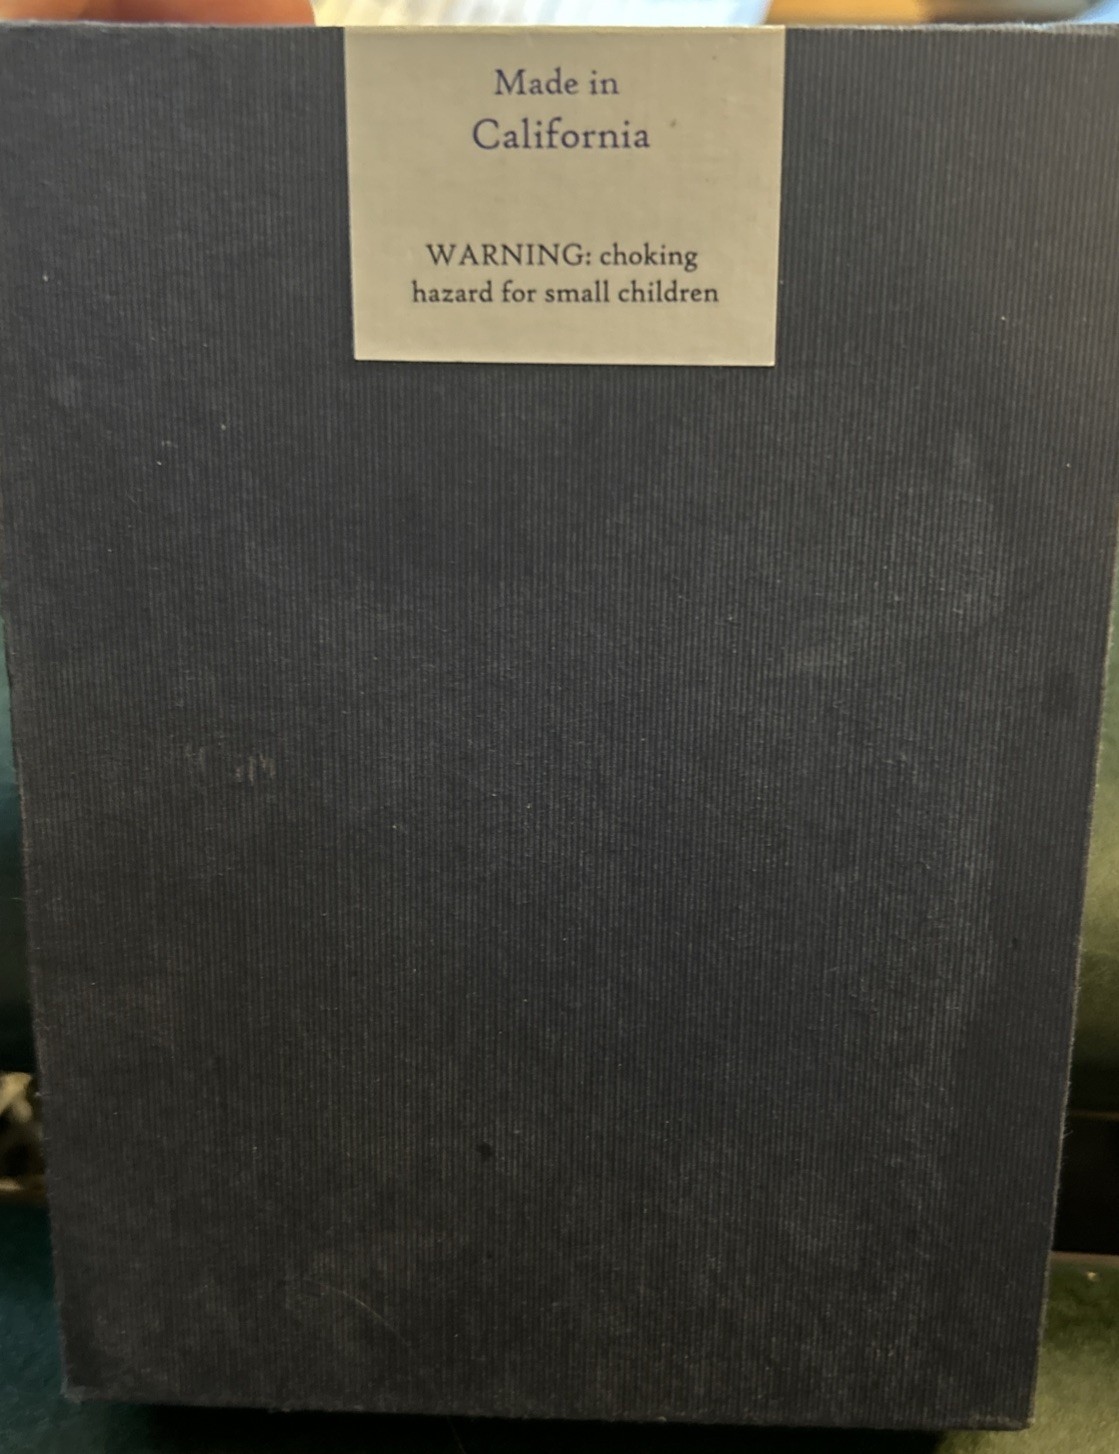 Made in
California
WARNING: choking
hazard for small children